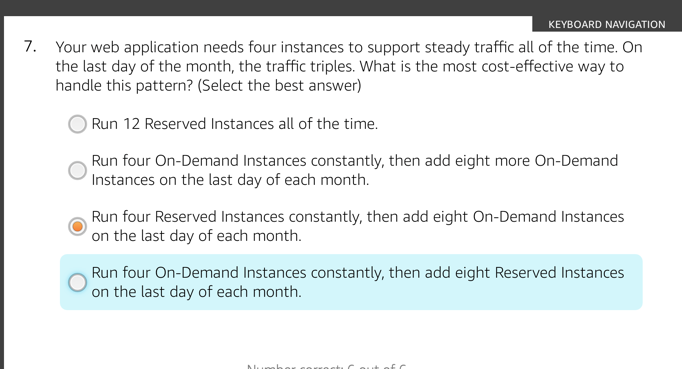 KEYBOARD NAVIGATION
7. Your web application needs four instances to support steady traffic all of the time. On
the last day of the month, the traffic triples. What is the most cost-effective way to
handle this pattern? (Select the best answer)
Run 12 Reserved Instances all of the time.
Run four On-Demand Instances constantly, then add eight more On-Demand
Instances on the last day of each month.
Run four Reserved Instances constantly, then add eight On-Demand Instances
on the last day of each month.
Run four On-Demand Instances constantly, then add eight Reserved Instances
on the last day of each month.